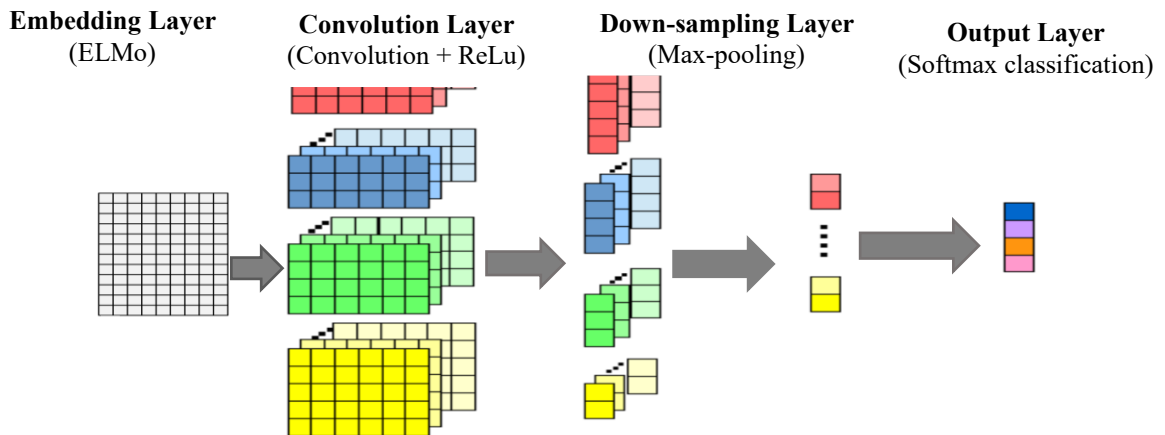 Embedding Layer
(ELMo)
Convolution Layer
(Convolution + ReLu)
Down-sampling Layer
(Max-pooling)
Output Layer
(Softmax classification)